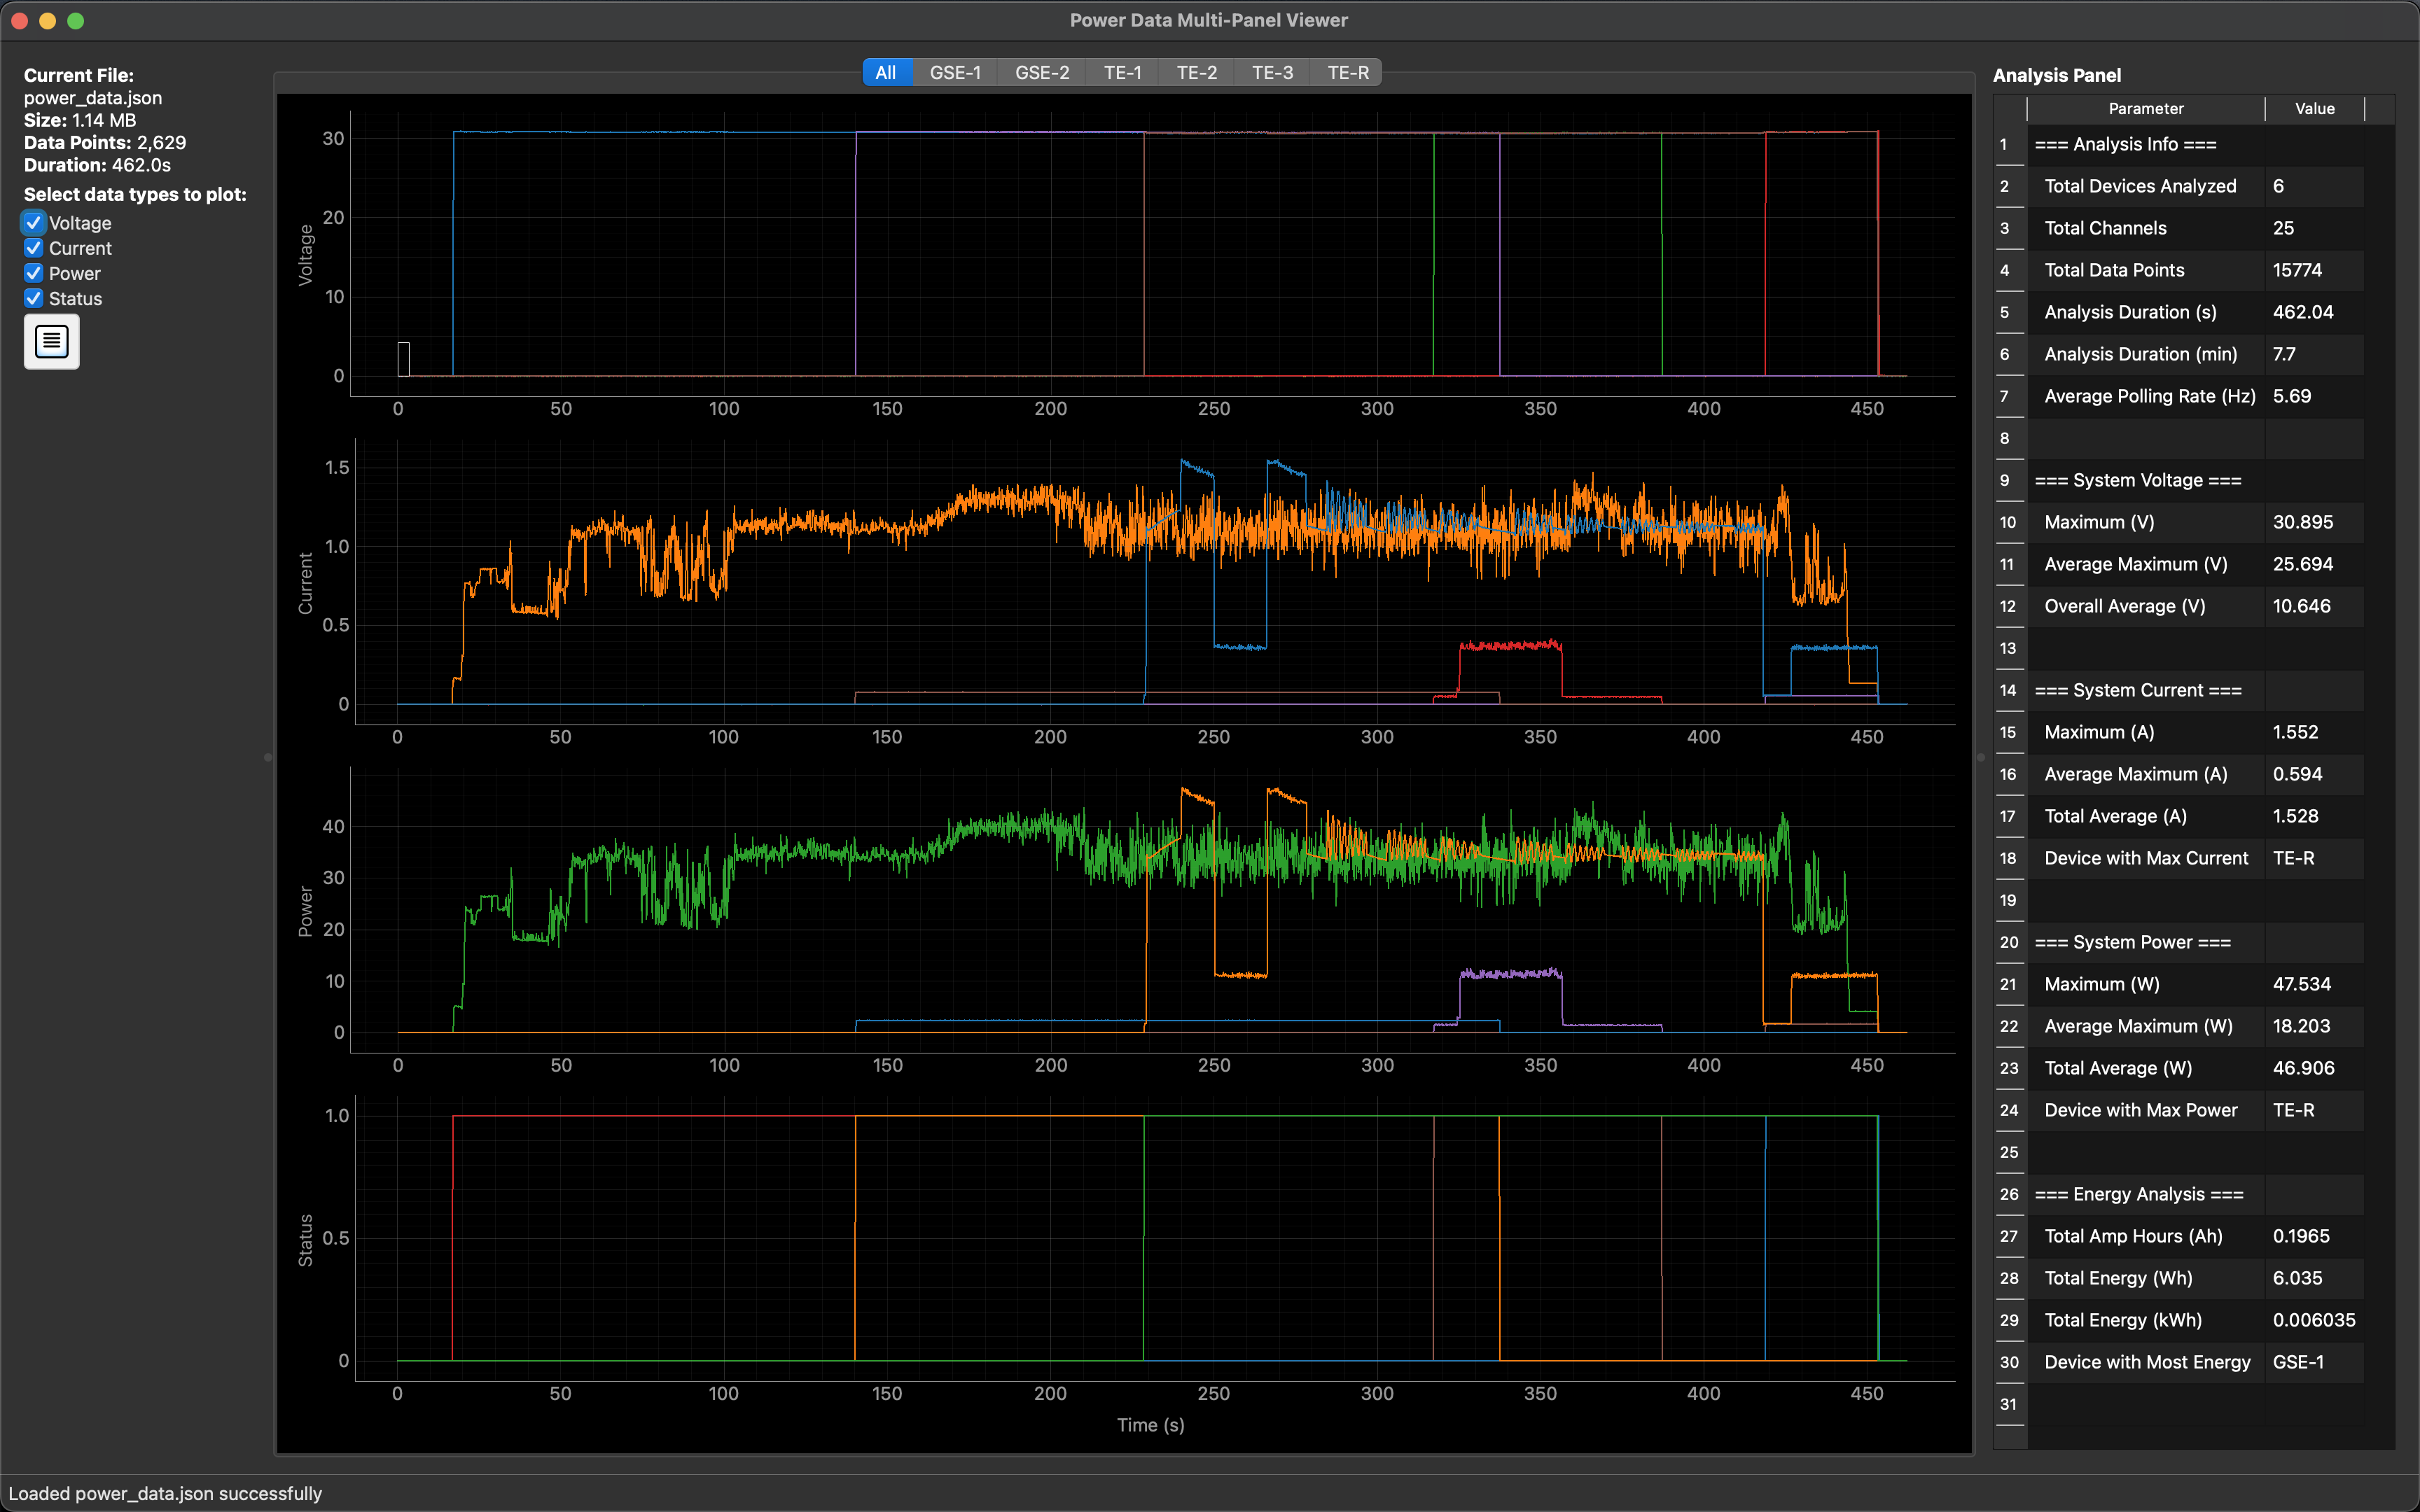 Power Data Multi-Panel Viewer
Current File:
power_data.json
Size: 1.14 MB
Data Points: 2,629
Duration: 462.0s
Select data types to plot:
Voltage
Current
Power
Status
All GSE-1 GSE-2 TE-1 TE-2 TE-3 TE-R
Voltage
30
20
10
0
0 50 100 150 200 250 300 350 400 450
Current
1.5
1.0
0.5
0
0 50 100 150 200 250 300 350 400 450
Power
40
30
20
10
0
0 50 100 150 200 250 300 350 400 450
Status
1.0
0.5
0
0 50 100 150 200 250 300 350 400 450
Time (s)
Analysis Panel
Parameter Value
1 === Analysis Info ===
2 Total Devices Analyzed 6
3 Total Channels 25
4 Total Data Points 15774
5 Analysis Duration (s) 462.04
6 Analysis Duration (min) 7.7
7 Average Polling Rate (Hz) 5.69
8
9 === System Voltage ===
10 Maximum (V) 30.895
11 Average Maximum (V) 25.694
12 Overall Average (V) 10.646
13
14 === System Current ===
15 Maximum (A) 1.552
16 Average Maximum (A) 0.594
17 Total Average (A) 1.528
18 Device with Max Current TE-R
19
20 === System Power ===
21 Maximum (W) 47.534
22 Average Maximum (W) 18.203
23 Total Average (W) 46.906
24 Device with Max Power TE-R
25
26 === Energy Analysis ===
27 Total Amp Hours (Ah) 0.1965
28 Total Energy (Wh) 6.035
29 Total Energy (kWh) 0.006035
30 Device with Most Energy GSE-1
31
Loaded power_data.json successfully